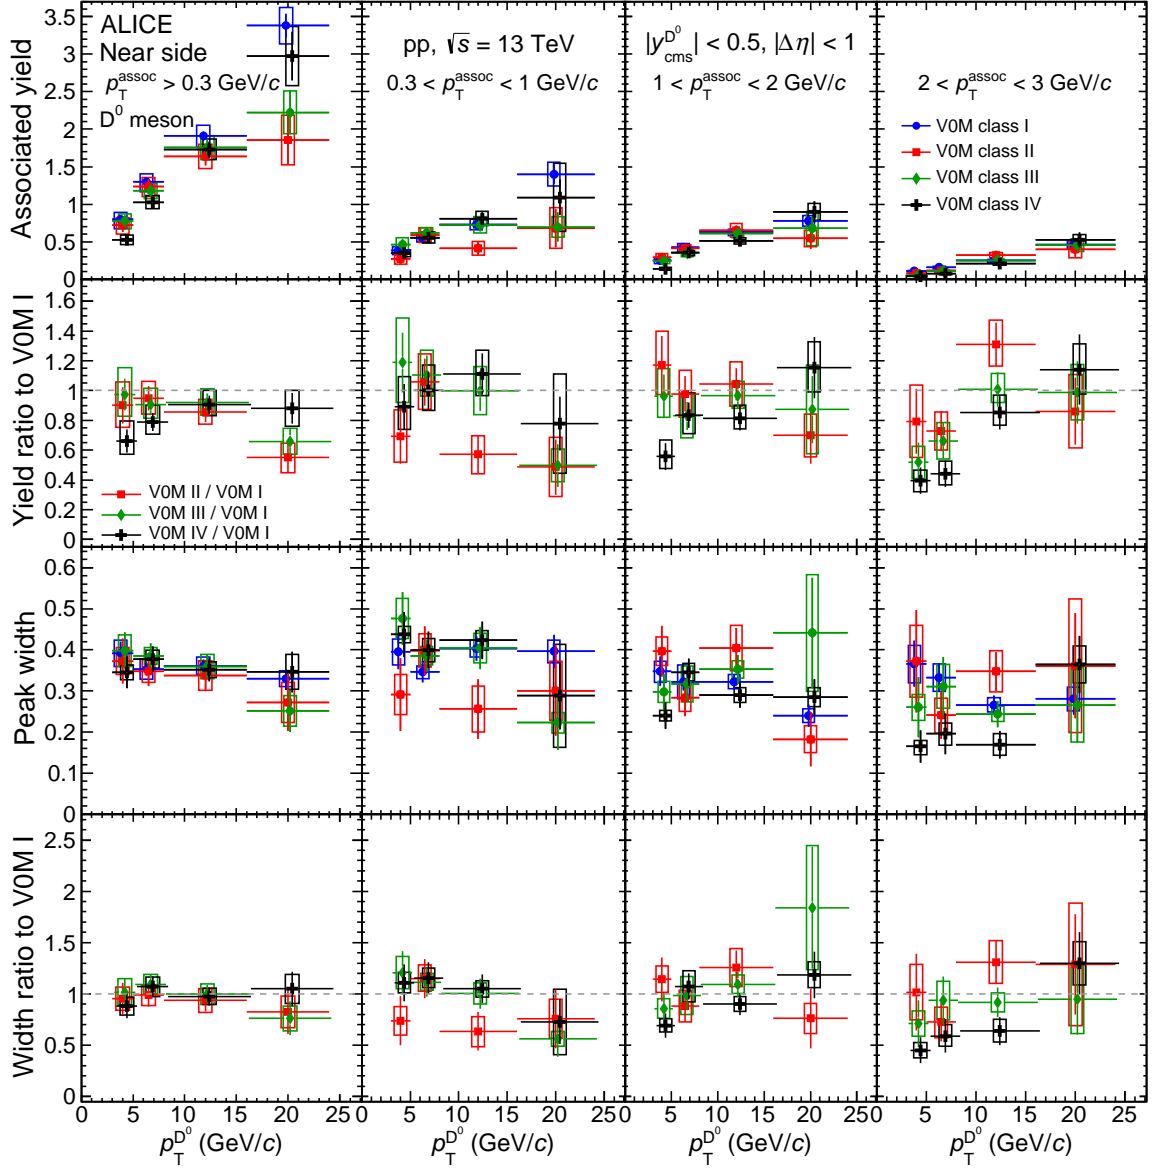 ALICE
Near side
p_T^assoc > 0.3 GeV/c
D⁰ meson
pp, √s = 13 TeV
0.3 < p_T^assoc < 1 GeV/c
|y_cms^D⁰| < 0.5, |Δη| < 1
1 < p_T^assoc < 2 GeV/c
2 < p_T^assoc < 3 GeV/c
V0M class I
V0M class II
V0M class III
V0M class IV
Associated yield
3.5
3
2.5
2
1.5
1
0.5
0
Yield ratio to V0M I
1.6
1.4
1.2
1
0.8
0.6
0.4
0.2
0
V0M II / V0M I
V0M III / V0M I
V0M IV / V0M I
Peak width
0.6
0.5
0.4
0.3
0.2
0.1
0
Width ratio to V0M I
2.5
2
1.5
1
0.5
0
0 5 10 15 20 25
5 10 15 20 25
5 10 15 20 25
5 10 15 20 25
p_T^D⁰ (GeV/c)
p_T^D⁰ (GeV/c)
p_T^D⁰ (GeV/c)
p_T^D⁰ (GeV/c)